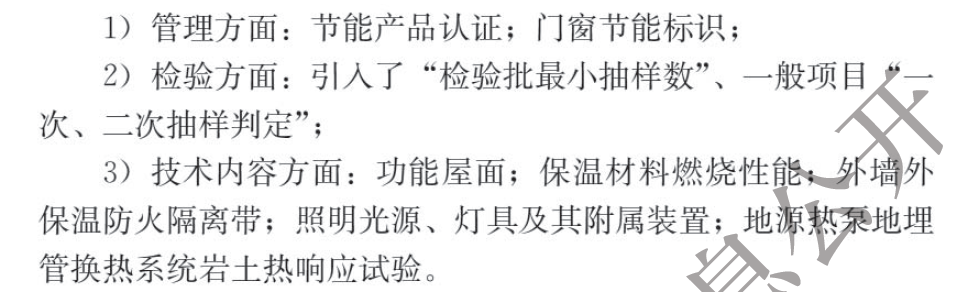 1）管理方面：节能产品认证；门窗节能标识；
2）检验方面：引入了“检验批最小抽样数”、一般项目“一
次、二次抽样判定”；
3）技术内容方面：功能屋面；保温材料燃烧性能；外墙外
保温防火隔离带；照明光源、灯具及其附属装置；地源热泵地埋
管换热系统岩土热响应试验。
息公开